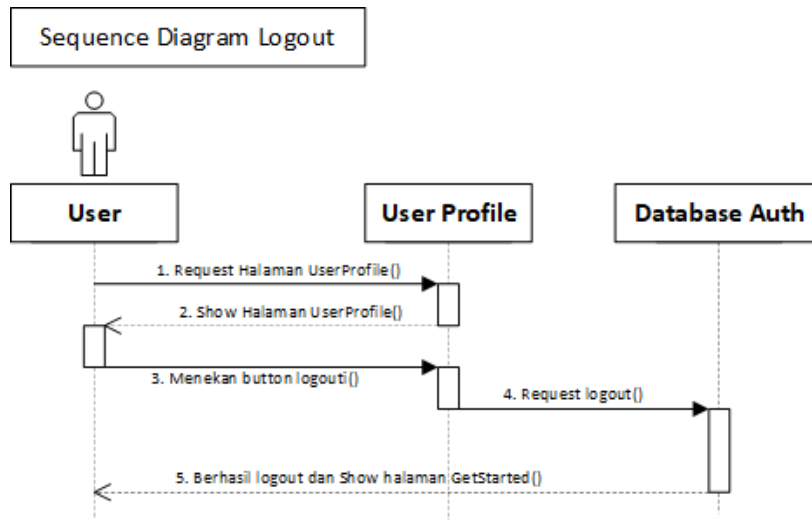 Sequence Diagram Logout
User
User Profile
Database Auth
1. Request Halaman UserProfile()
2. Show Halaman UserProfile()
3. Menekan button logouti()
4. Request logout()
5. Berhasil logout dan Show halaman GetStarted()